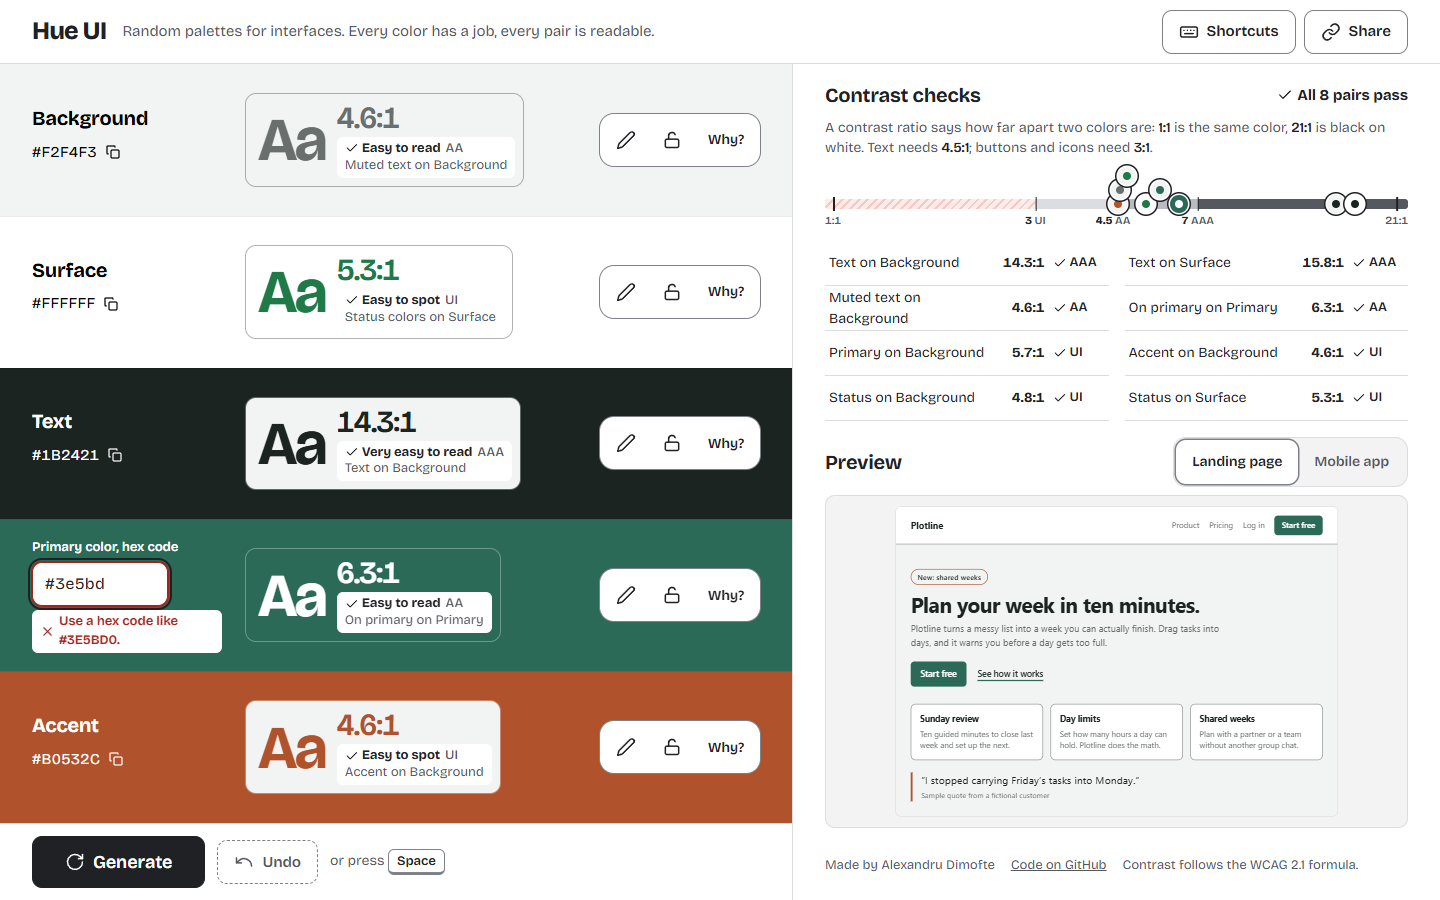 Hue UI
Random palettes for interfaces. Every color has a job, every pair is readable.
Shortcuts
Share
Background
#F2F4F3
Aa
4.6:1
Easy to read AA
Muted text on Background
Why?
Surface
#FFFFFF
Aa
5.3:1
Easy to spot UI
Status colors on Surface
Why?
Text
#1B2421
Aa
14.3:1
Very easy to read AAA
Text on Background
Why?
Primary color, hex code
#3e5bd
Use a hex code like
#3E5BD0.
Aa
6.3:1
Easy to read AA
On primary on Primary
Why?
Accent
#B0532C
Aa
4.6:1
Easy to spot UI
Accent on Background
Why?
Generate
Undo
or press Space
Contrast checks
All 8 pairs pass
A contrast ratio says how far apart two colors are: 1:1 is the same color, 21:1 is black on
white. Text needs 4.5:1; buttons and icons need 3:1.
1:1
3 UI
4.5 AA
7 AAA
21:1
Text on Background 14.3:1 AAA
Text on Surface 15.8:1 AAA
Muted text on
Background
4.6:1 AA
On primary on Primary 6.3:1 AA
Primary on Background 5.7:1 UI
Accent on Background 4.6:1 UI
Status on Background 4.8:1 UI
Status on Surface 5.3:1 UI
Preview
Landing page
Mobile app
Plotline
Product
Pricing
Log in
Start free
New: shared weeks
Plan your week in ten minutes.
Plotline turns a messy list into a week you can actually finish. Drag tasks into
days, and it warns you before a day gets too full.
Start free
See how it works
Sunday review
Ten guided minutes to close last
week and set up the next.
Day limits
Set how many hours a day can
hold. Plotline does the math.
Shared weeks
Plan with a partner or a team
without another group chat.
“I stopped carrying Friday’s tasks into Monday.”
Sample quote from a fictional customer
Made by Alexandru Dimofte
Code on GitHub
Contrast follows the WCAG 2.1 formula.